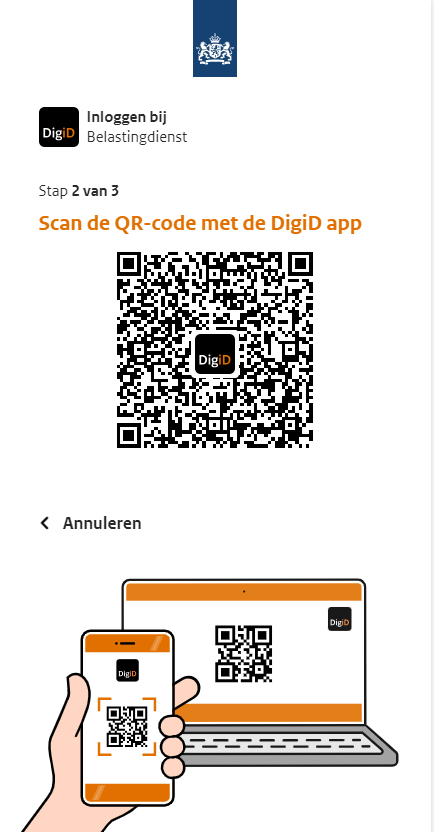 DigiD
Inloggen bij
Belastingdienst
Stap 2 van 3
Scan de QR-code met de DigiD app
DigiD
Annuleren
DigiD
DigiD